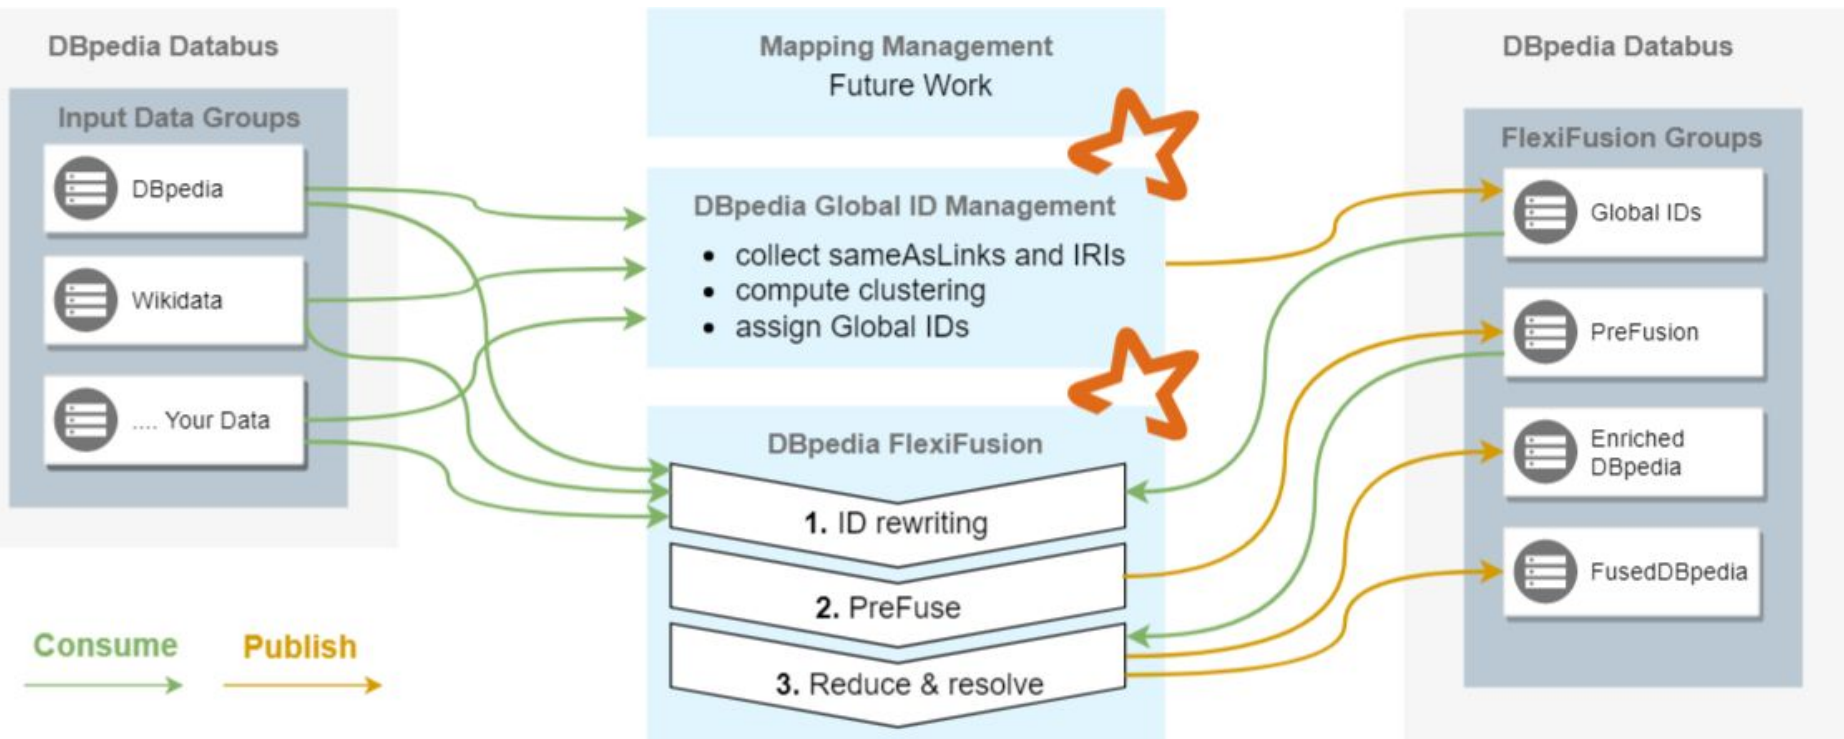 DBpedia Databus
Input Data Groups
DBpedia
Wikidata
.... Your Data
Consume
Publish
Mapping Management
Future Work
DBpedia Global ID Management
• collect sameAsLinks and IRIs
• compute clustering
• assign Global IDs
DBpedia FlexiFusion
1. ID rewriting
2. PreFuse
3. Reduce & resolve
DBpedia Databus
FlexiFusion Groups
Global IDs
PreFusion
Enriched
DBpedia
FusedDBpedia